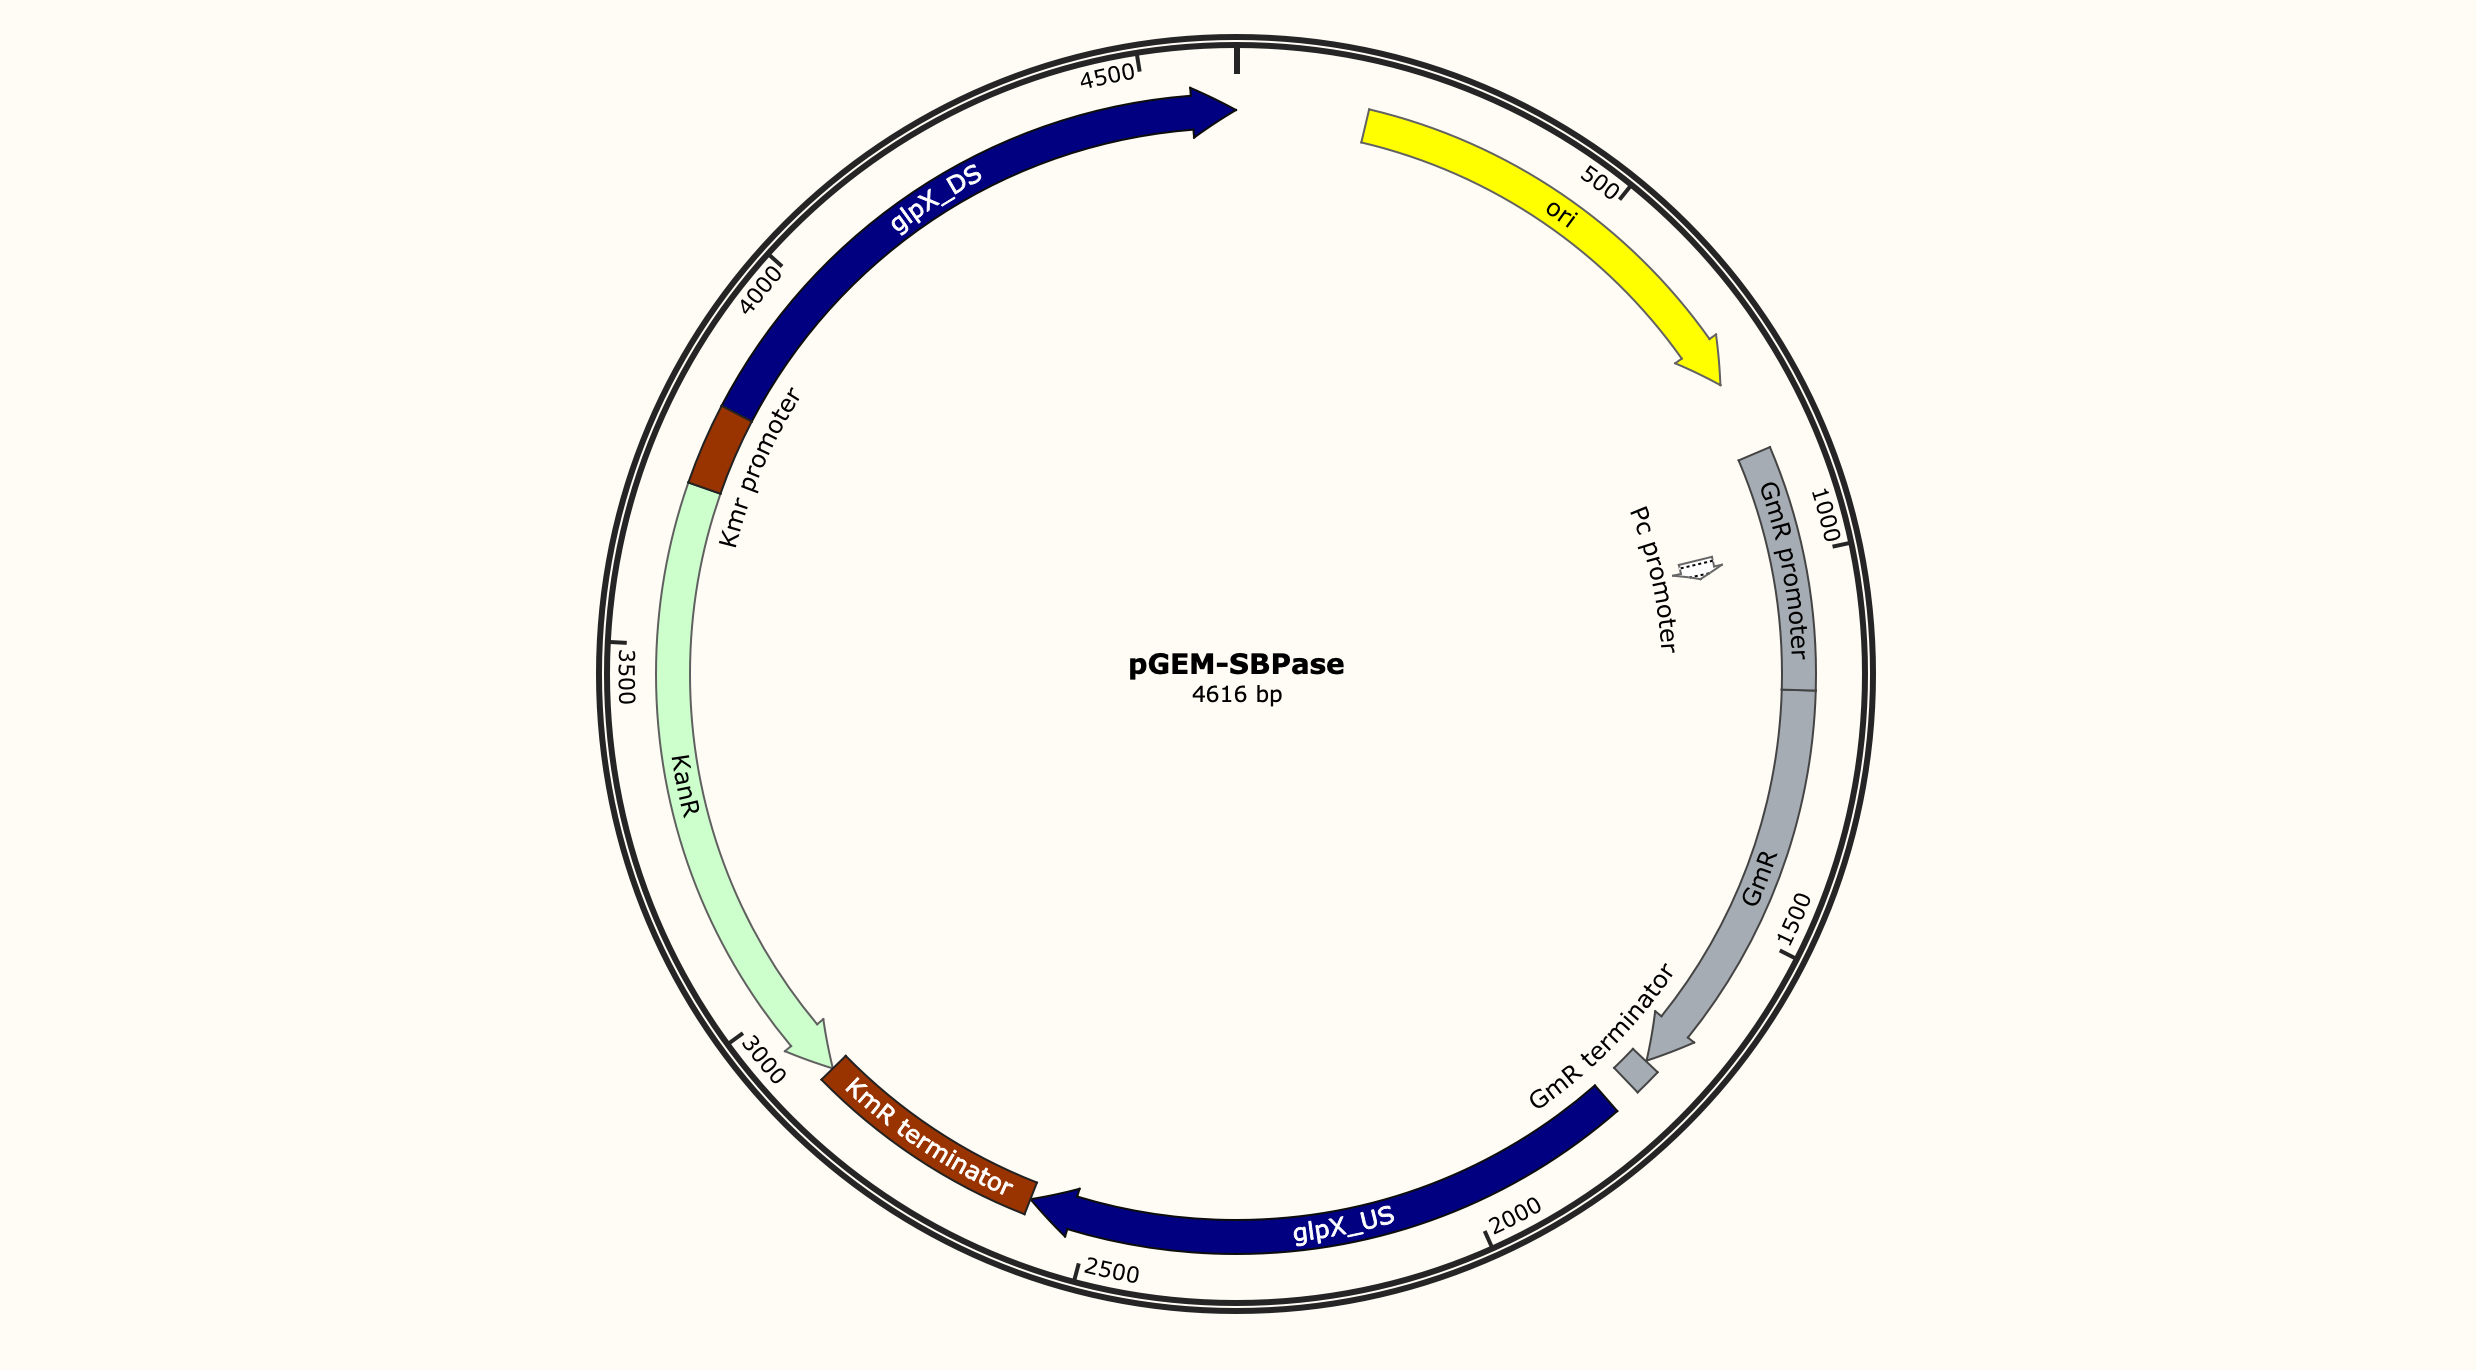 4500
glpX_DS
500
ori
4000
Kmr promoter
1000
GmR promoter
Pc promoter
pGEM-SBPase
4616 bp
3500
KanR
GmR
1500
GmR terminator
3000
KmR terminator
glpX_US
2000
2500